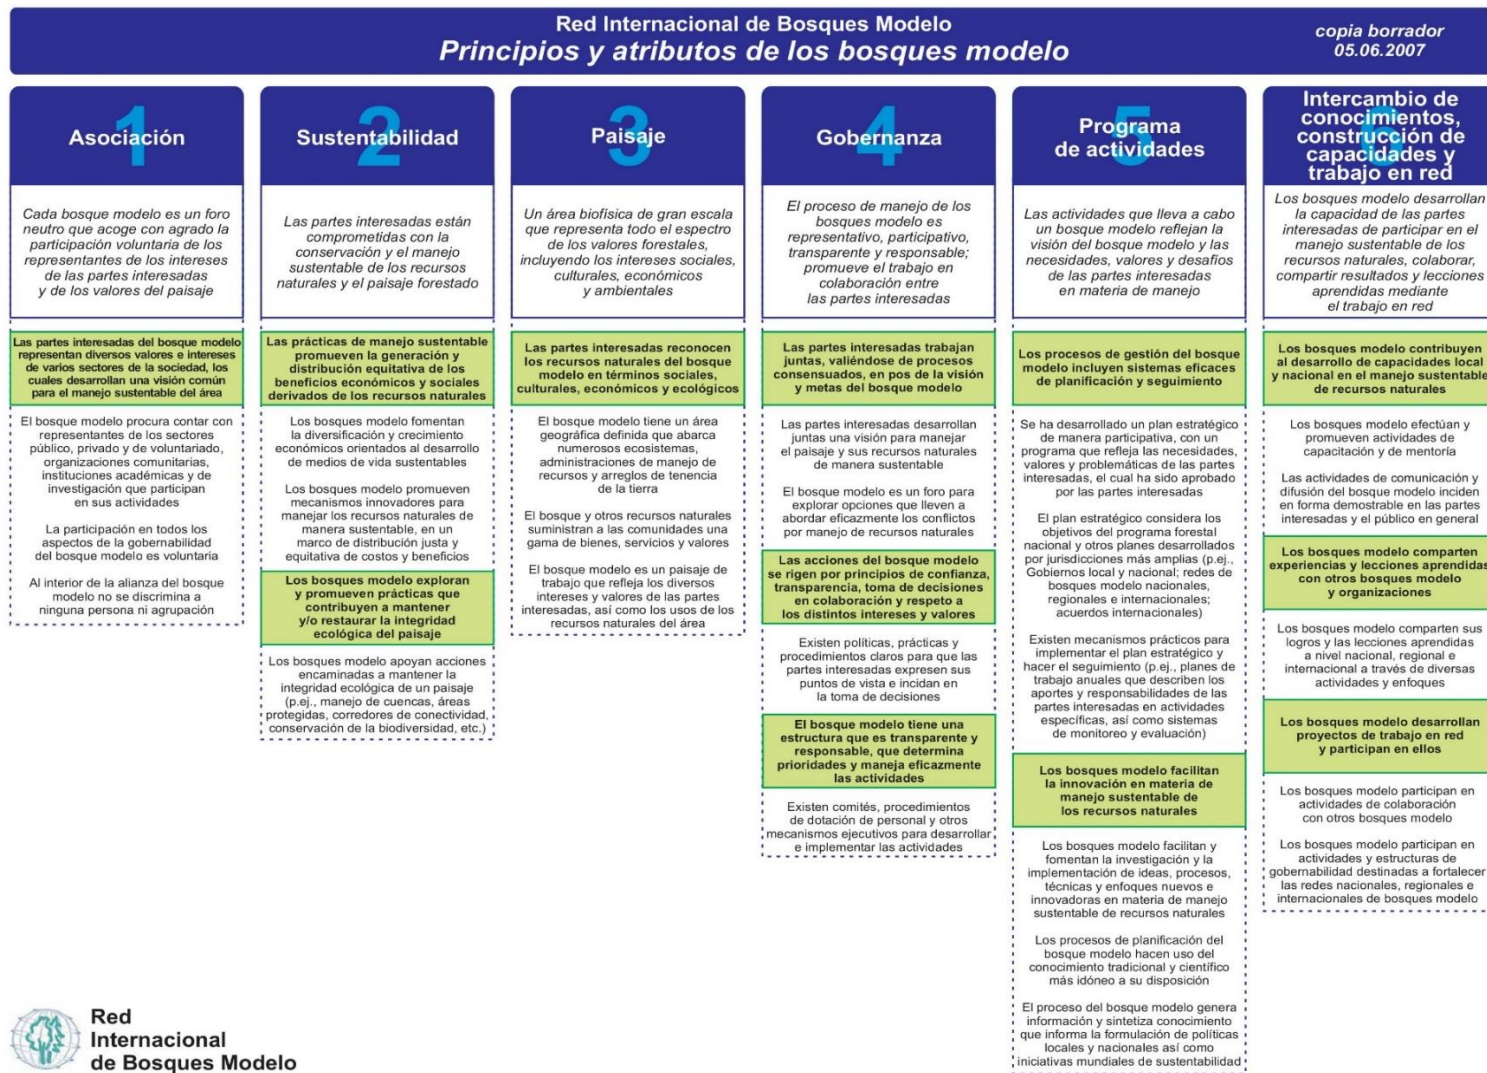 Red Internacional de Bosques Modelo
Principios y atributos de los bosques modelo
copia borrador
05.06.2007
1
Asociación
Cada bosque modelo es un foro
neutro que acoge con agrado la
participación voluntaria de los
representantes de los intereses
de las partes interesadas
y de los valores del paisaje
Las partes interesadas del bosque modelo
representan diversos valores e intereses
de varios sectores de la sociedad, los
cuales desarrollan una visión común
para el manejo sustentable del área
El bosque modelo procura contar con
representantes de los sectores
público, privado y de voluntariado,
organizaciones comunitarias,
instituciones académicas y de
investigación que participan
en sus actividades
La participación en todos los
aspectos de la gobernabilidad
del bosque modelo es voluntaria
Al interior de la alianza del bosque
modelo no se discrimina a
ninguna persona ni agrupación
2
Sustentabilidad
Las partes interesadas están
comprometidas con la
conservación y el manejo
sustentable de los recursos
naturales y el paisaje forestado
Las prácticas de manejo sustentable
promueven la generación y
distribución equitativa de los
beneficios económicos y sociales
derivados de los recursos naturales
Los bosques modelo fomentan
la diversificación y crecimiento
económicos orientados al desarrollo
de medios de vida sustentables
Los bosques modelo promueven
mecanismos innovadores para
manejar los recursos naturales de
manera sustentable, en un
marco de distribución justa y
equitativa de costos y beneficios
Los bosques modelo exploran
y promueven prácticas que
contribuyen a mantener
y/o restaurar la integridad
ecológica del paisaje
Los bosques modelo apoyan acciones
encaminadas a mantener la
integridad ecológica de un paisaje
(p.ej., manejo de cuencas, áreas
protegidas, corredores de conectividad,
conservación de la biodiversidad, etc.)
3
Paisaje
Un área biofísica de gran escala
que representa todo el espectro
de los valores forestales,
incluyendo los intereses sociales,
culturales, económicos
y ambientales
Las partes interesadas reconocen
los recursos naturales del bosque
modelo en términos sociales,
culturales, económicos y ecológicos
El bosque modelo tiene un área
geográfica definida que abarca
numerosos ecosistemas,
administraciones de manejo de
recursos y arreglos de tenencia
de la tierra
El bosque y otros recursos naturales
suministran a las comunidades una
gama de bienes, servicios y valores
El bosque modelo es un paisaje de
trabajo que refleja los diversos
intereses y valores de las partes
interesadas, así como los usos de los
recursos naturales del área
4
Gobernanza
El proceso de manejo de los
bosques modelo es
representativo, participativo,
transparente y responsable;
promueve el trabajo en
colaboración entre
las partes interesadas
Las partes interesadas trabajan
juntas, valiéndose de procesos
consensuados, en pos de la visión
y metas del bosque modelo
Las partes interesadas desarrollan
juntas una visión para manejar
el paisaje y sus recursos naturales
de manera sustentable
El bosque modelo es un foro para
explorar opciones que lleven a
abordar eficazmente los conflictos
por manejo de recursos naturales
Las acciones del bosque modelo
se rigen por principios de confianza,
transparencia, toma de decisiones
en colaboración y respeto a
los distintos intereses y valores
Existen políticas, prácticas y
procedimientos claros para que las
partes interesadas expresen sus
puntos de vista e incidan en
la toma de decisiones
El bosque modelo tiene una
estructura que es transparente y
responsable, que determina
prioridades y maneja eficazmente
las actividades
Existen comités, procedimientos
de dotación de personal y otros
mecanismos ejecutivos para desarrollar
e implementar las actividades
5
Programa
de actividades
Las actividades que lleva a cabo
un bosque modelo reflejan la
visión del bosque modelo y las
necesidades, valores y desafíos
de las partes interesadas
en materia de manejo
Los procesos de gestión del bosque
modelo incluyen sistemas eficaces
de planificación y seguimiento
Se ha desarrollado un plan estratégico
de manera participativa, con un
programa que refleja las necesidades,
valores y problemáticas de las partes
interesadas, el cual ha sido aprobado
por las partes interesadas
El plan estratégico considera los
objetivos del programa forestal
nacional y otros planes desarrollados
por jurisdicciones más amplias (p.ej.,
Gobiernos local y nacional; redes de
bosques modelo nacionales,
regionales e internacionales;
acuerdos internacionales)
Existen mecanismos prácticos para
implementar el plan estratégico y
hacer el seguimiento (p.ej., planes de
trabajo anuales que describen los
aportes y responsabilidades de las
partes interesadas en actividades
específicas, así como sistemas
de monitoreo y evaluación)
Los bosques modelo facilitan
la innovación en materia de
manejo sustentable de
los recursos naturales
Los bosques modelo facilitan y
fomentan la investigación y la
implementación de ideas, procesos,
técnicas y enfoques nuevos e
innovadoras en materia de manejo
sustentable de recursos naturales
Los procesos de planificación del
bosque modelo hacen uso del
conocimiento tradicional y científico
más idóneo a su disposición
El proceso del bosque modelo genera
información y sintetiza conocimiento
que informa la formulación de políticas
locales y nacionales así como
iniciativas mundiales de sustentabilidad
6
Intercambio de
conocimientos,
construcción de
capacidades y
trabajo en red
Los bosques modelo desarrollan
la capacidad de las partes
interesadas de participar en el
manejo sustentable de los
recursos naturales, colaborar,
compartir resultados y lecciones
aprendidas mediante
el trabajo en red
Los bosques modelo contribuyen
al desarrollo de capacidades local
y nacional en el manejo sustentable
de recursos naturales
Los bosques modelo efectúan y
promueven actividades de
capacitación y de mentoría
Las actividades de comunicación y
difusión del bosque modelo inciden
en forma demostrable en las partes
interesadas y el público en general
Los bosques modelo comparten
experiencias y lecciones aprendidas
con otros bosques modelo
y organizaciones
Los bosques modelo comparten sus
logros y las lecciones aprendidas
a nivel nacional, regional e
internacional a través de diversas
actividades y enfoques
Los bosques modelo desarrollan
proyectos de trabajo en red
y participan en ellos
Los bosques modelo participan en
actividades de colaboración
con otros bosques modelo
Los bosques modelo participan en
actividades y estructuras de
gobernabilidad destinadas a fortalecer
las redes nacionales, regionales e
internacionales de bosques modelo
Red
Internacional
de Bosques Modelo